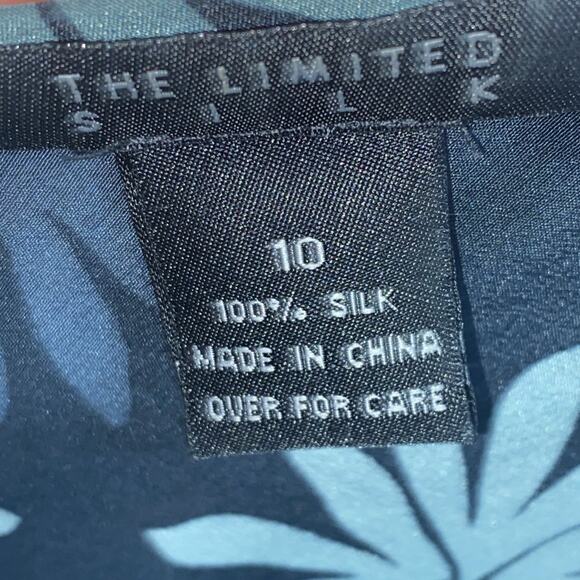 THE LIMITED
SILK
10
100% SILK
MADE IN CHINA
OVER FOR CARE